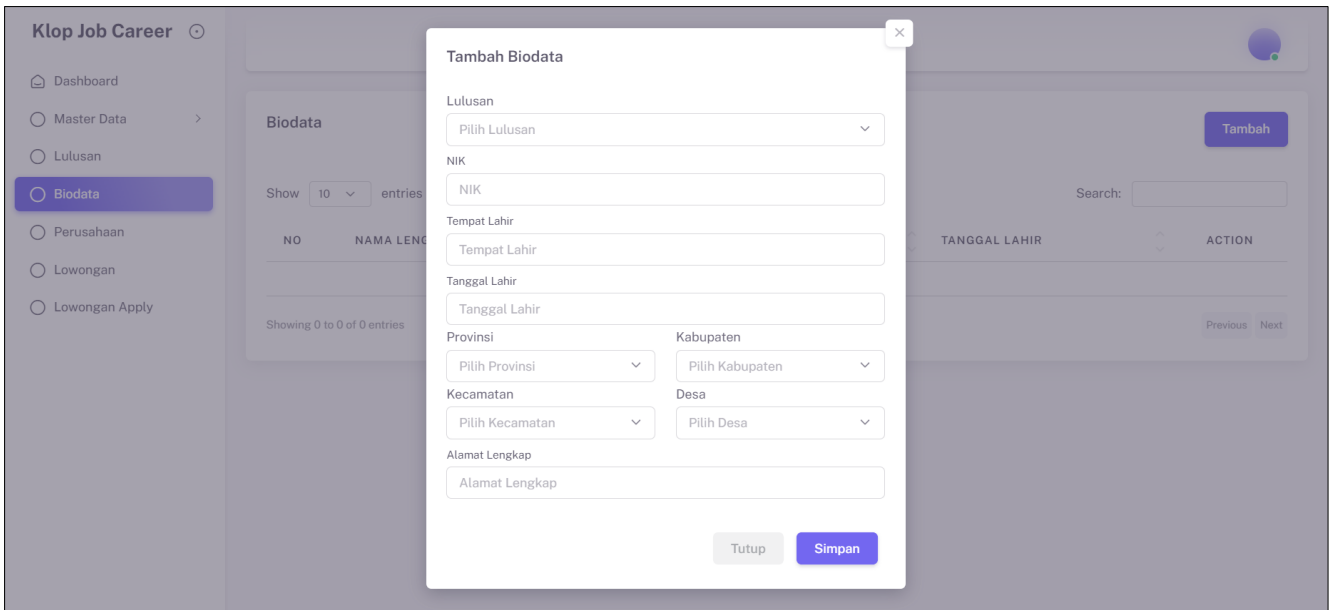 Klop Job Career
Dashboard
Master Data
Lulusan
Biodata
Perusahaan
Lowongan
Lowongan Apply
Biodata
Tambah
Show 10 entries
Search:
NO NAMA LENG TANGGAL LAHIR ACTION
Showing 0 to 0 of 0 entries
Previous Next
Tambah Biodata
Lulusan
Pilih Lulusan
NIK
NIK
Tempat Lahir
Tempat Lahir
Tanggal Lahir
Tanggal Lahir
Provinsi Kabupaten
Pilih Provinsi Pilih Kabupaten
Kecamatan Desa
Pilih Kecamatan Pilih Desa
Alamat Lengkap
Alamat Lengkap
Tutup Simpan